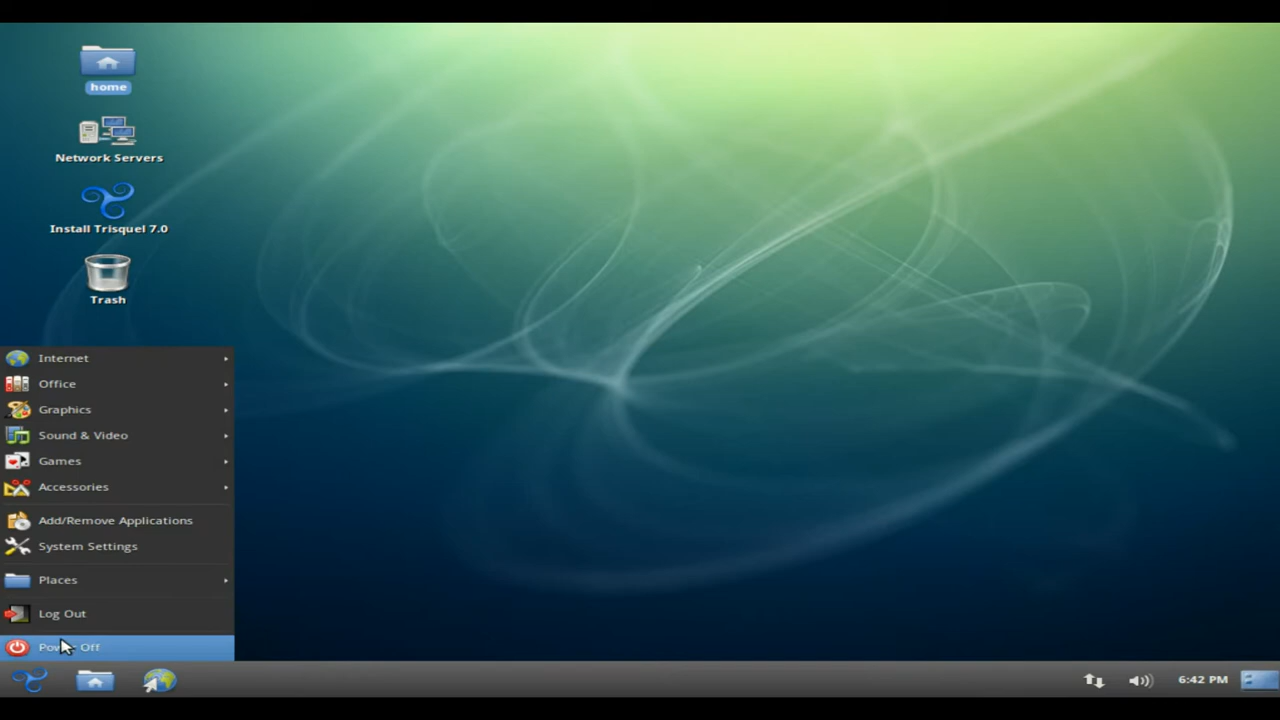 home
Network Servers
Install Trisquel 7.0
Trash
Internet
Office
Graphics
Sound & Video
Games
Accessories
Add/Remove Applications
System Settings
Places
Log Out
Power Off
6:42 PM